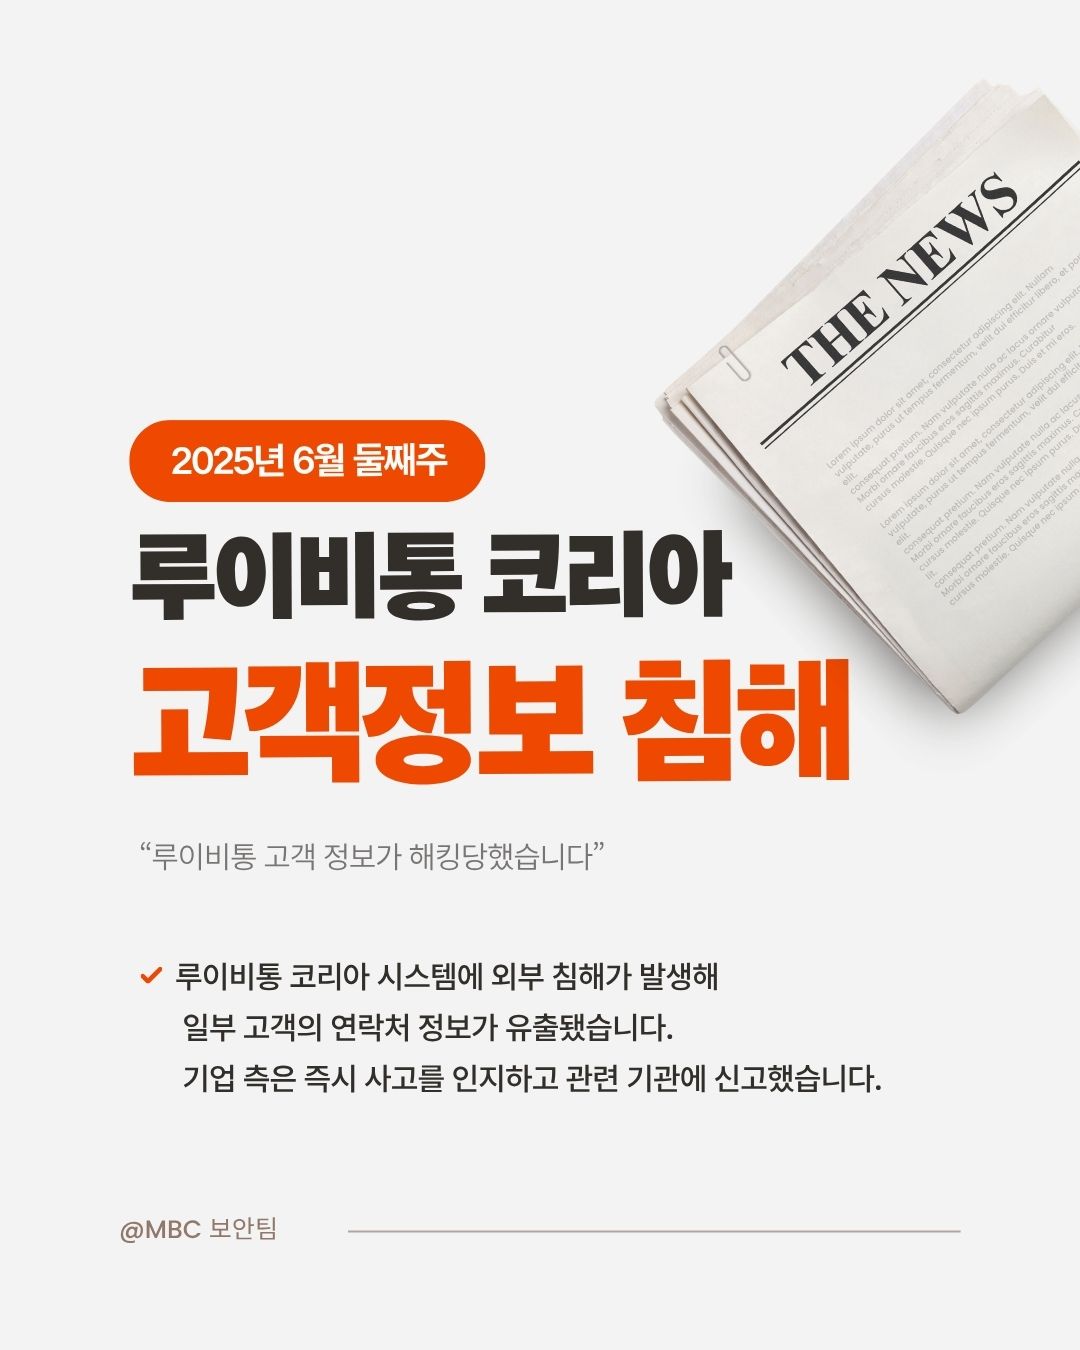 THE NEWS
2025년 6월 둘째주
루이비통 코리아
고객정보 침해
“루이비통 고객 정보가 해킹당했습니다”
루이비통 코리아 시스템에 외부 침해가 발생해
일부 고객의 연락처 정보가 유출됐습니다.
기업 측은 즉시 사고를 인지하고 관련 기관에 신고했습니다.
@MBC 보안팀